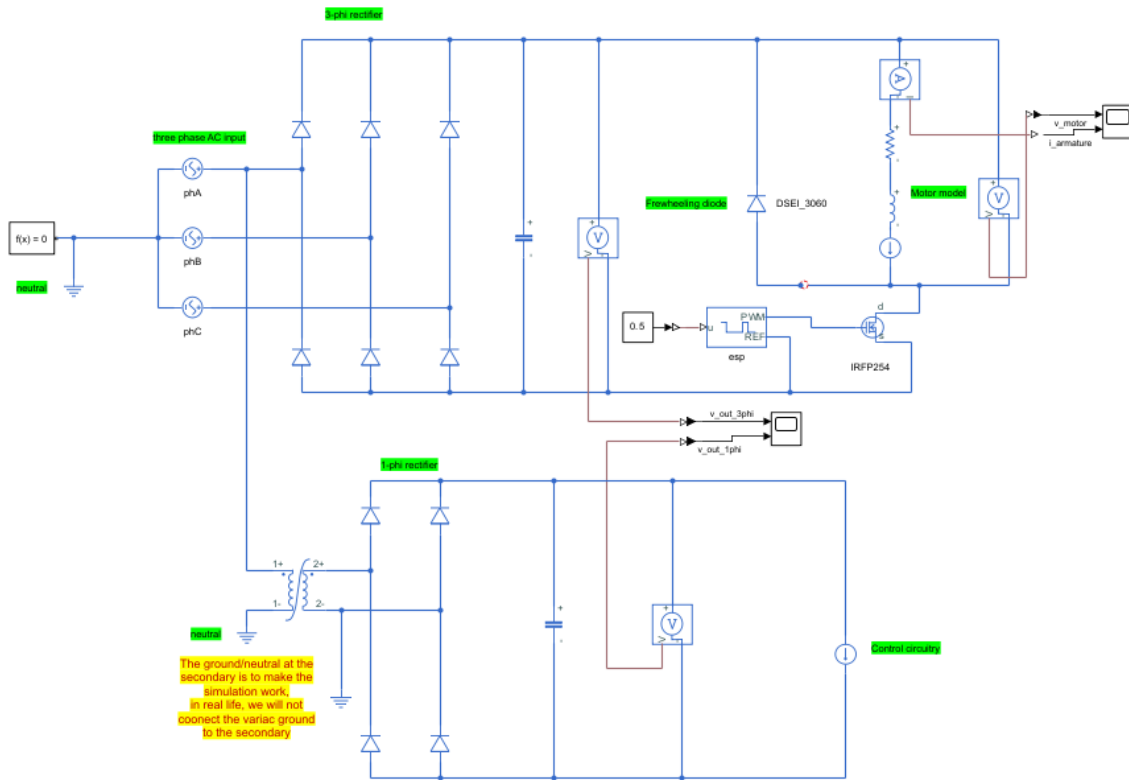 3-phi rectifier
three phase AC input
phA
f(x) = 0
phB
neutral
phC
+
-
+
V
V
-
Frewheeling diode
DSEI_3060
+
A
-
I
+
-
+
-
Motor model
+
V
V
-
v_motor
i_armature
0.5
u
PWM
REF
esp
d
s
IRFP254
v_out_3phi
v_out_1phi
1-phi rectifier
1+
2+
1-
2-
neutral
The ground/neutral at the
secondary is to make the
simulation work,
in real life, we will not
coonect the variac ground
to the secondary
+
-
+
V
V
-
Control circuitry